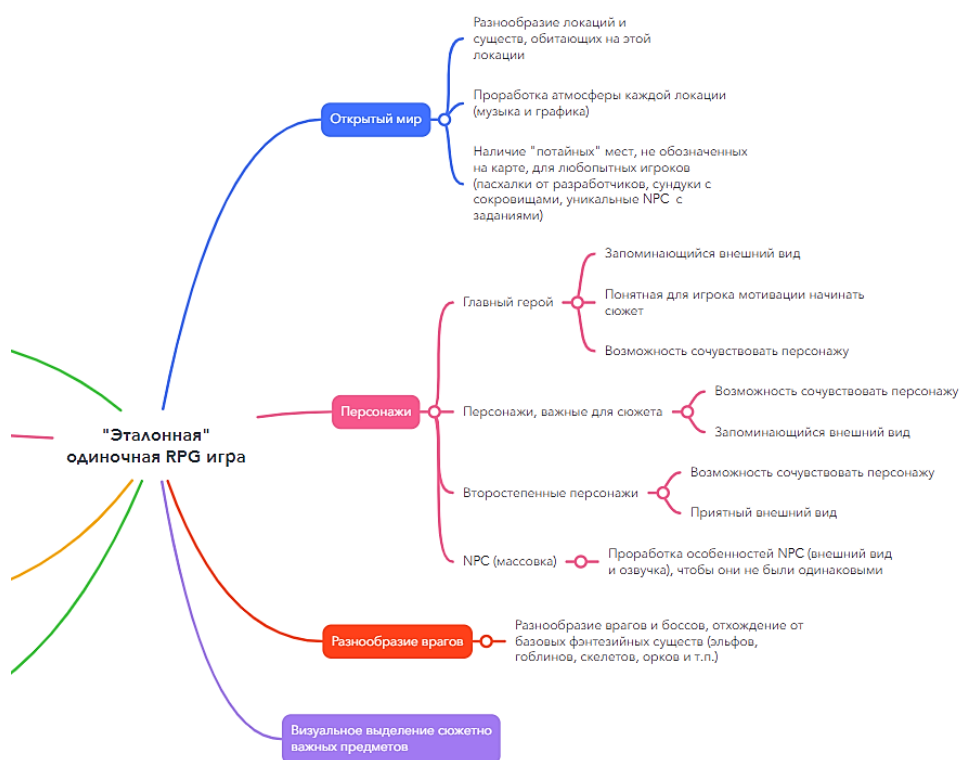 Разнообразие локаций и
существ, обитающих на этой
локации
Открытый мир
Проработка атмосферы каждой локации
(музыка и графика)
Наличие "потайных" мест, не обозначенных
на карте, для любопытных игроков
(пасхалки от разработчиков, сундуки с
сокровищами, уникальные NPC с
заданиями)
"Эталонная"
одиночная RPG игра
Персонажи
Главный герой
Запоминающийся внешний вид
Понятная для игрока мотивации начинать
сюжет
Возможность сочувствовать персонажу
Персонажи, важные для сюжета
Возможность сочувствовать персонажу
Запоминающийся внешний вид
Второстепенные персонажи
Возможность сочувствовать персонажу
Приятный внешний вид
NPC (массовка)
Проработка особенностей NPC (внешний вид
и озвучка), чтобы они не были одинаковыми
Разнообразие врагов
Разнообразие врагов и боссов, отхождение от
базовых фэнтезийных существ (эльфов,
гоблинов, скелетов, орков и т.п.)
Визуальное выделение сюжетно
важных предметов